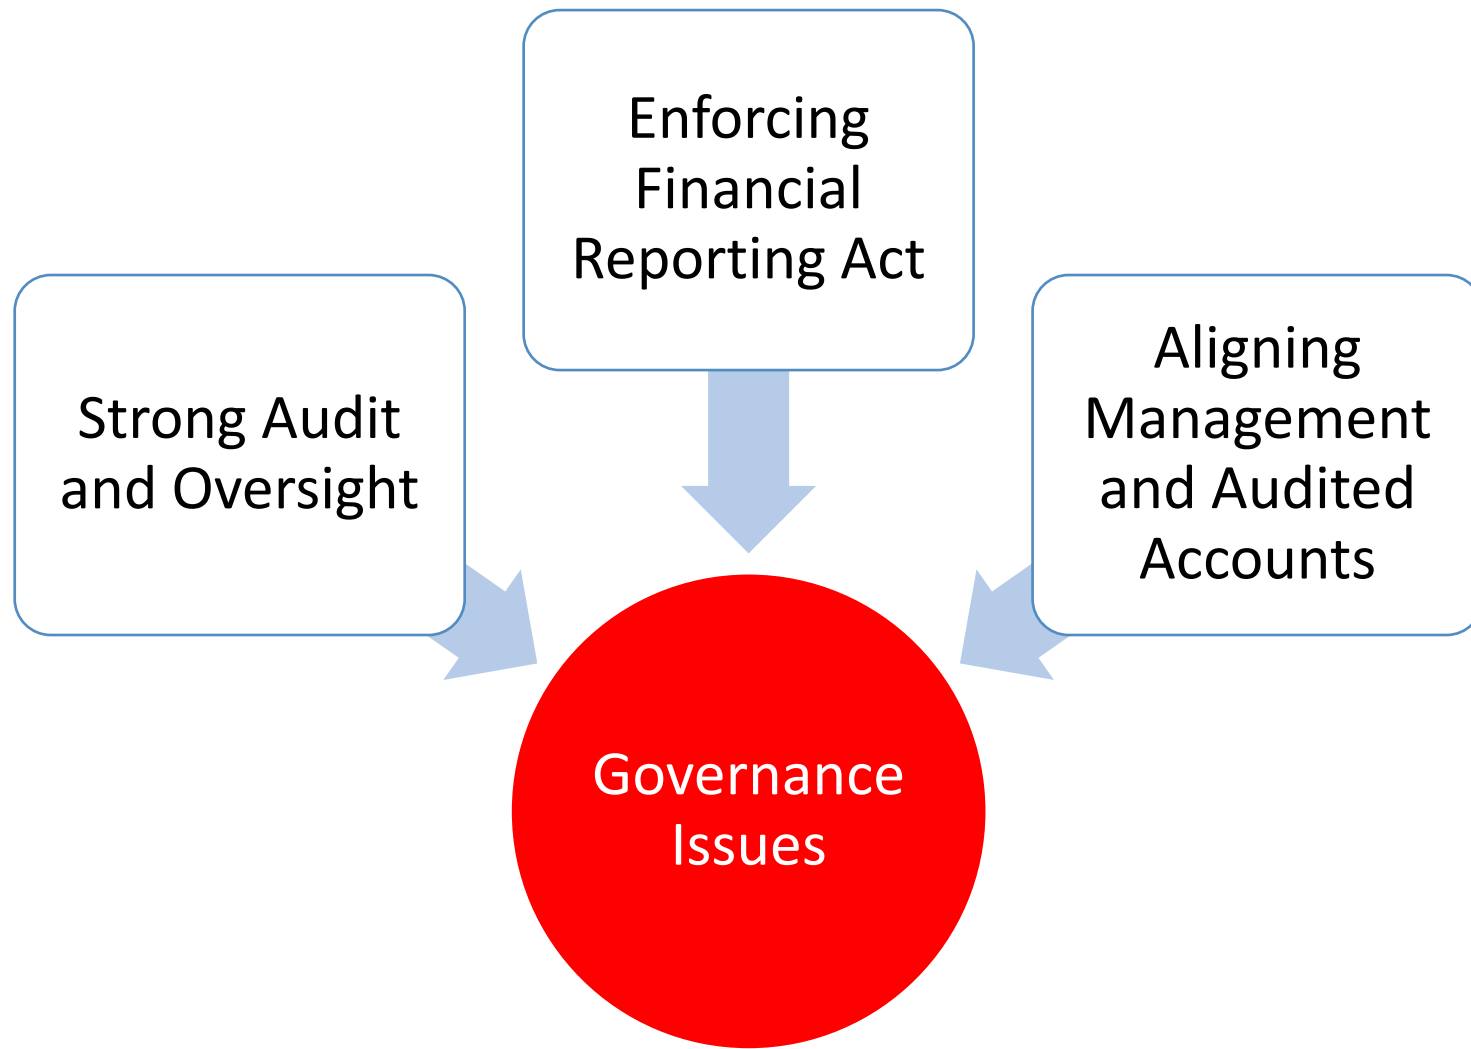 Enforcing
Financial
Reporting Act
Strong Audit
and Oversight
Aligning
Management
and Audited
Accounts
Governance
Issues